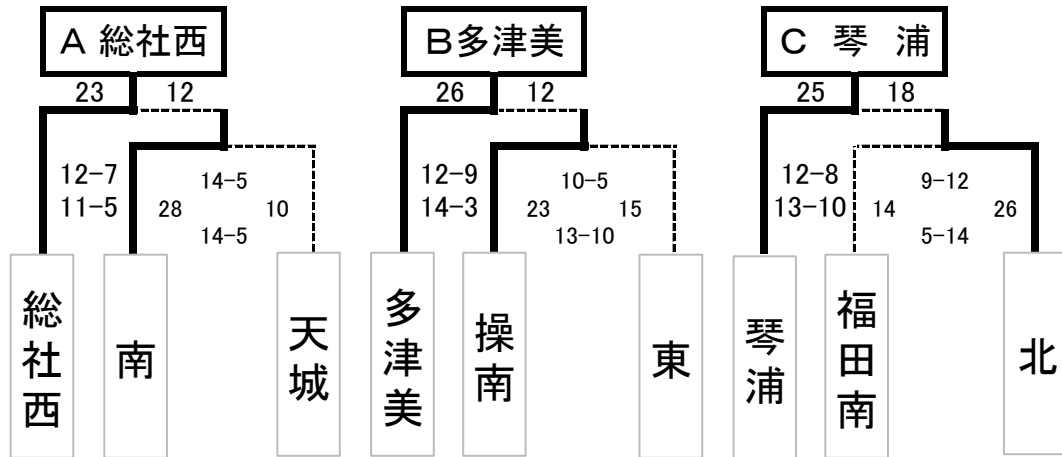 A 総社西
23 12
12-7
11-5
14-5
28 10
14-5
総社西
南
天城
B多津美
26 12
12-9
14-3
10-5
23 15
13-10
多津美
操南
東
C 琴 浦
25 18
12-8
13-10
9-12
14 26
5-14
琴浦
福田南
北